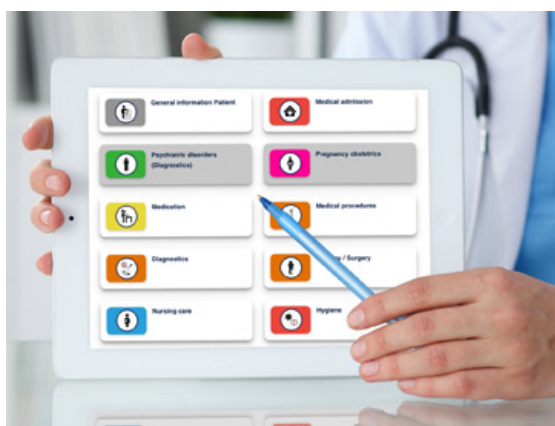 General information Patient
Medical admission
Psychiatric disorders
(Diagnostics)
Pregnancy obstetrics
Medication
Medical procedures
Diagnostics
/ Surgery
Nursing care
Hygiene